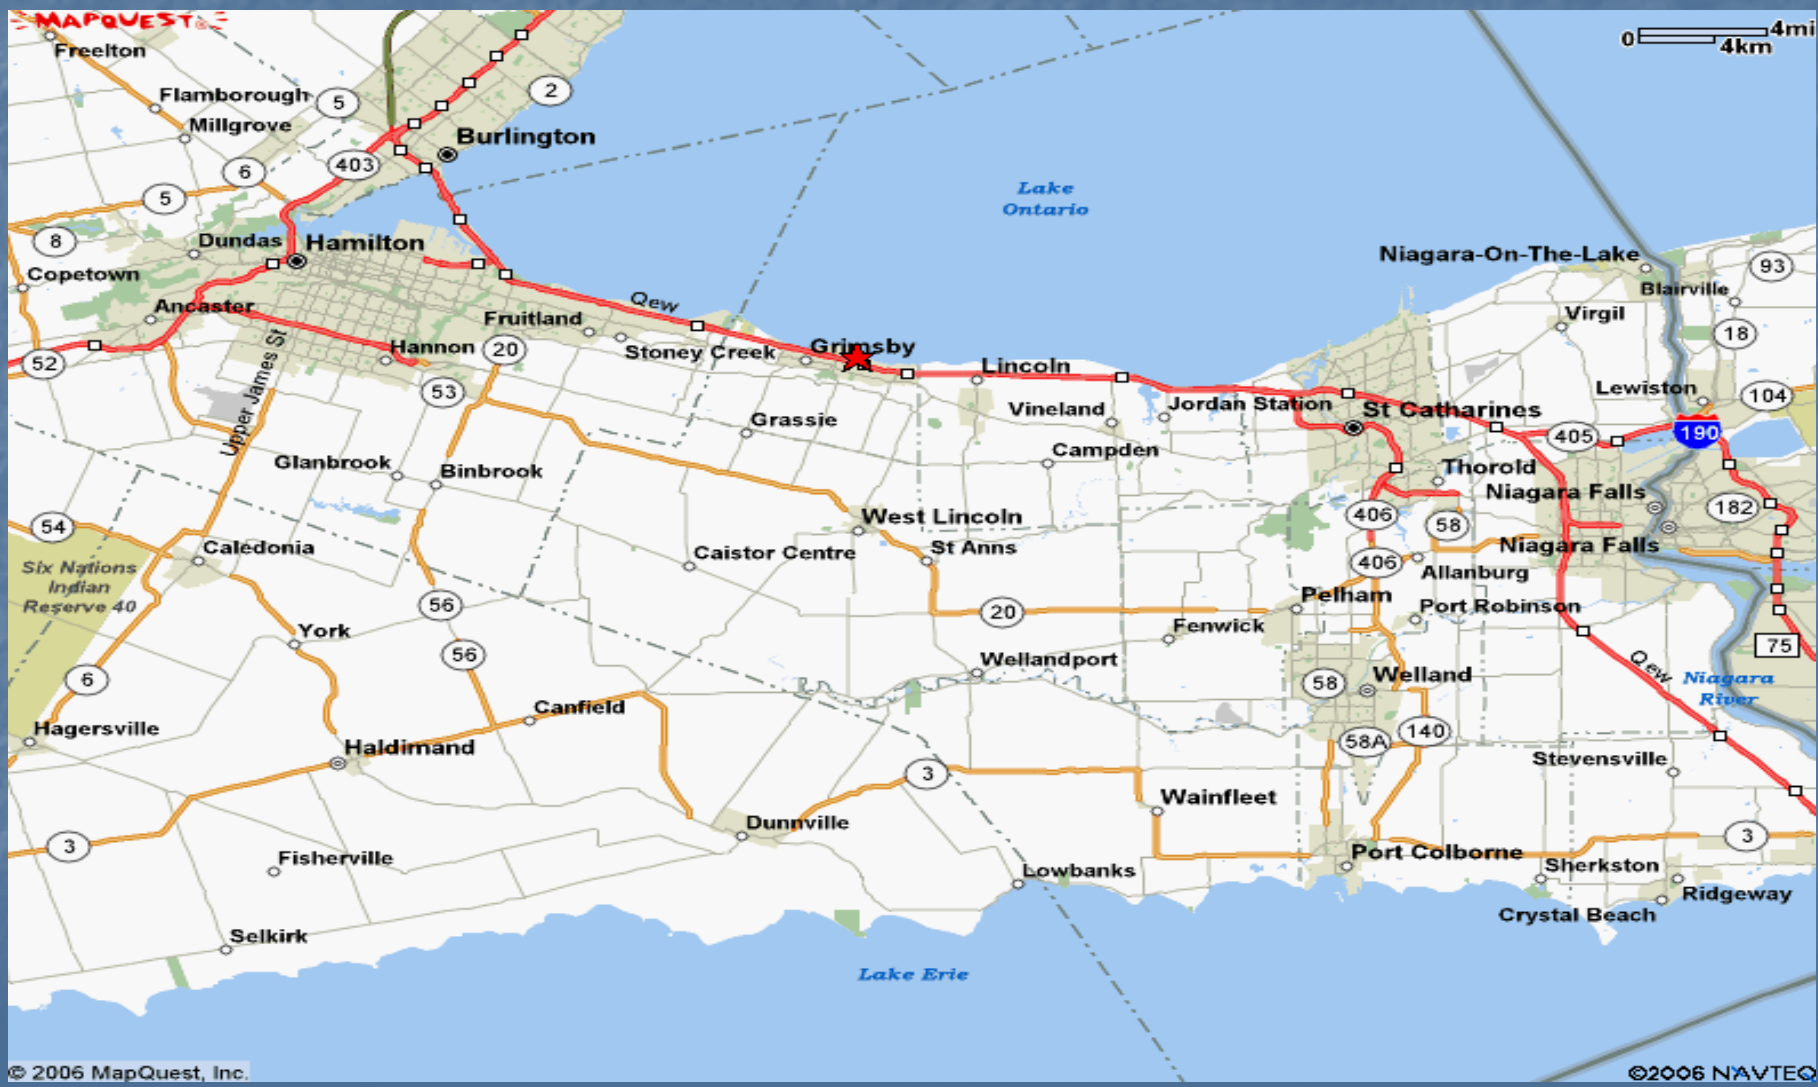 MAPQUEST
0 4mi
4km
Freelton
Flamborough
5
2
Millgrove
Burlington
403
6
5
Lake
Ontario
8
Dundas
Hamilton
Niagara-On-The-Lake
93
Copetown
Blairville
Ancaster
Qew
Virgil
18
Fruitland
Upper James St
Hannon
20
Stoney Creek
Grimsby
Lincoln
52
53
Lewiston
104
Vineland
Jordan Station
St Catharines
Grassie
405
190
Glanbrook
Binbrook
Campden
Thorold
Niagara Falls
54
West Lincoln
406
58
182
Caledonia
Caistor Centre
St Anns
Niagara Falls
Six Nations
Indian
Reserve 40
406
Allanburg
56
20
Pelham
Port Robinson
York
Fenwick
56
Wellandport
75
6
58
Welland
Qew
Niagara
River
Canfield
Hagersville
Haldimand
58A
140
3
Stevensville
Wainfleet
Dunnville
3
3
Fisherville
Port Colborne
Lowbanks
Sherkston
Ridgeway
Crystal Beach
Selkirk
Lake Erie
© 2006 MapQuest, Inc.
©2006 NAVTEQ